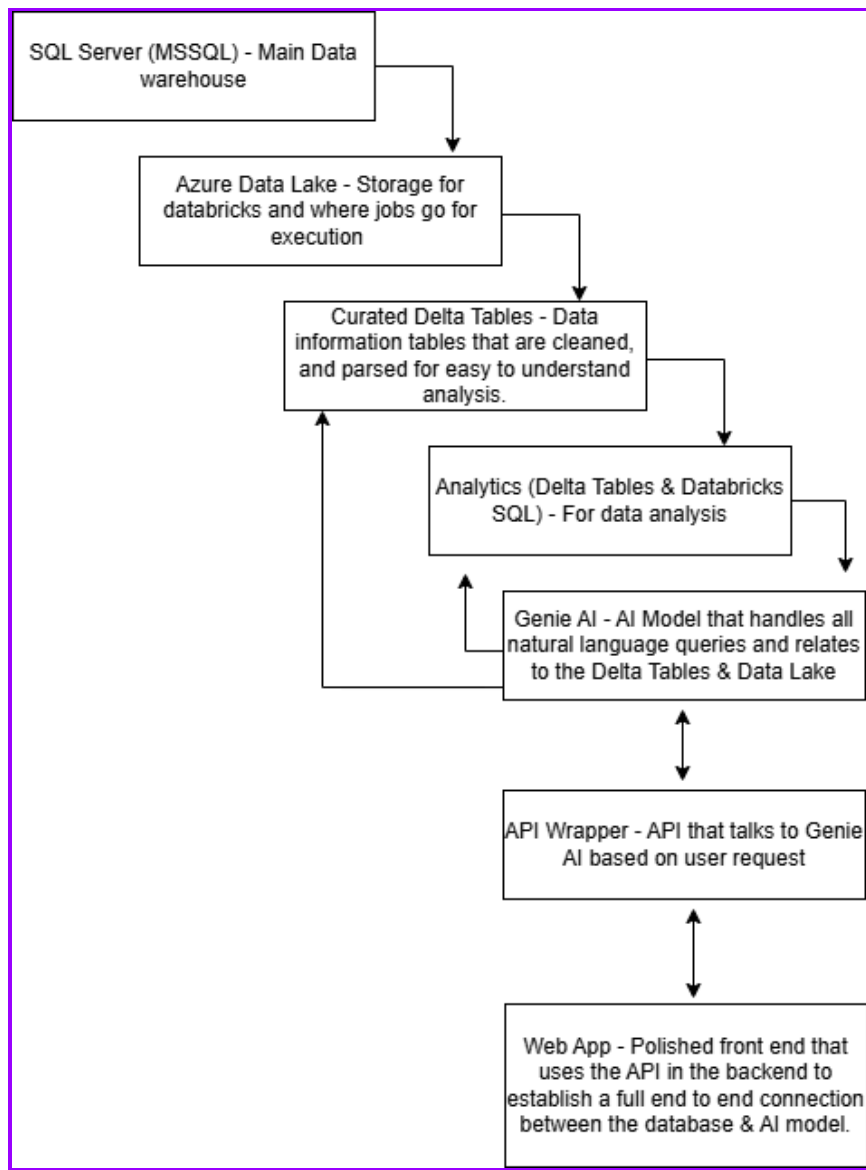 SQL Server (MSSQL) - Main Data
warehouse
Azure Data Lake - Storage for
databricks and where jobs go for
execution
Curated Delta Tables - Data
information tables that are cleaned,
and parsed for easy to understand
analysis.
Analytics (Delta Tables & Databricks
SQL) - For data analysis
Genie AI - AI Model that handles all
natural language queries and relates
to the Delta Tables & Data Lake
API Wrapper - API that talks to Genie
AI based on user request
Web App - Polished front end that
uses the API in the backend to
establish a full end to end connection
between the database & AI model.